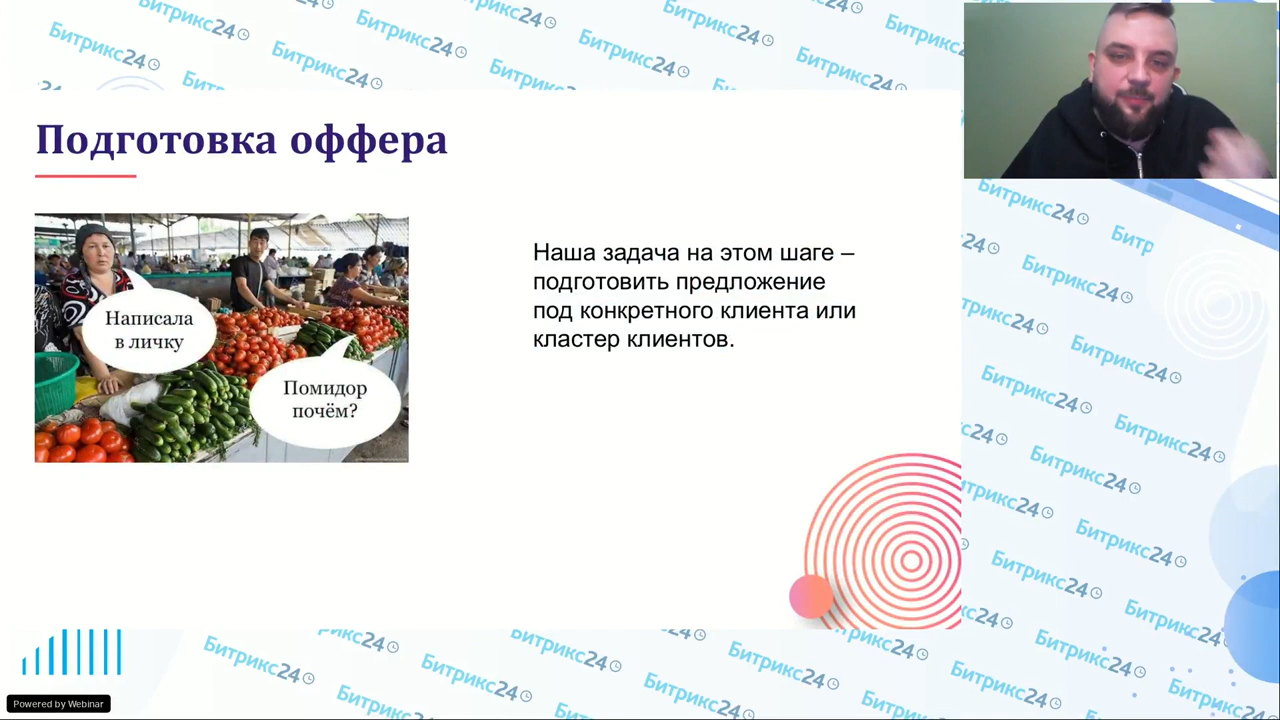 Подготовка оффера
Написала
в личку
Помидор
почём?
Наша задача на этом шаге –
подготовить предложение
под конкретного клиента или
кластер клиентов.
Битрикс24
Powered by Webinar